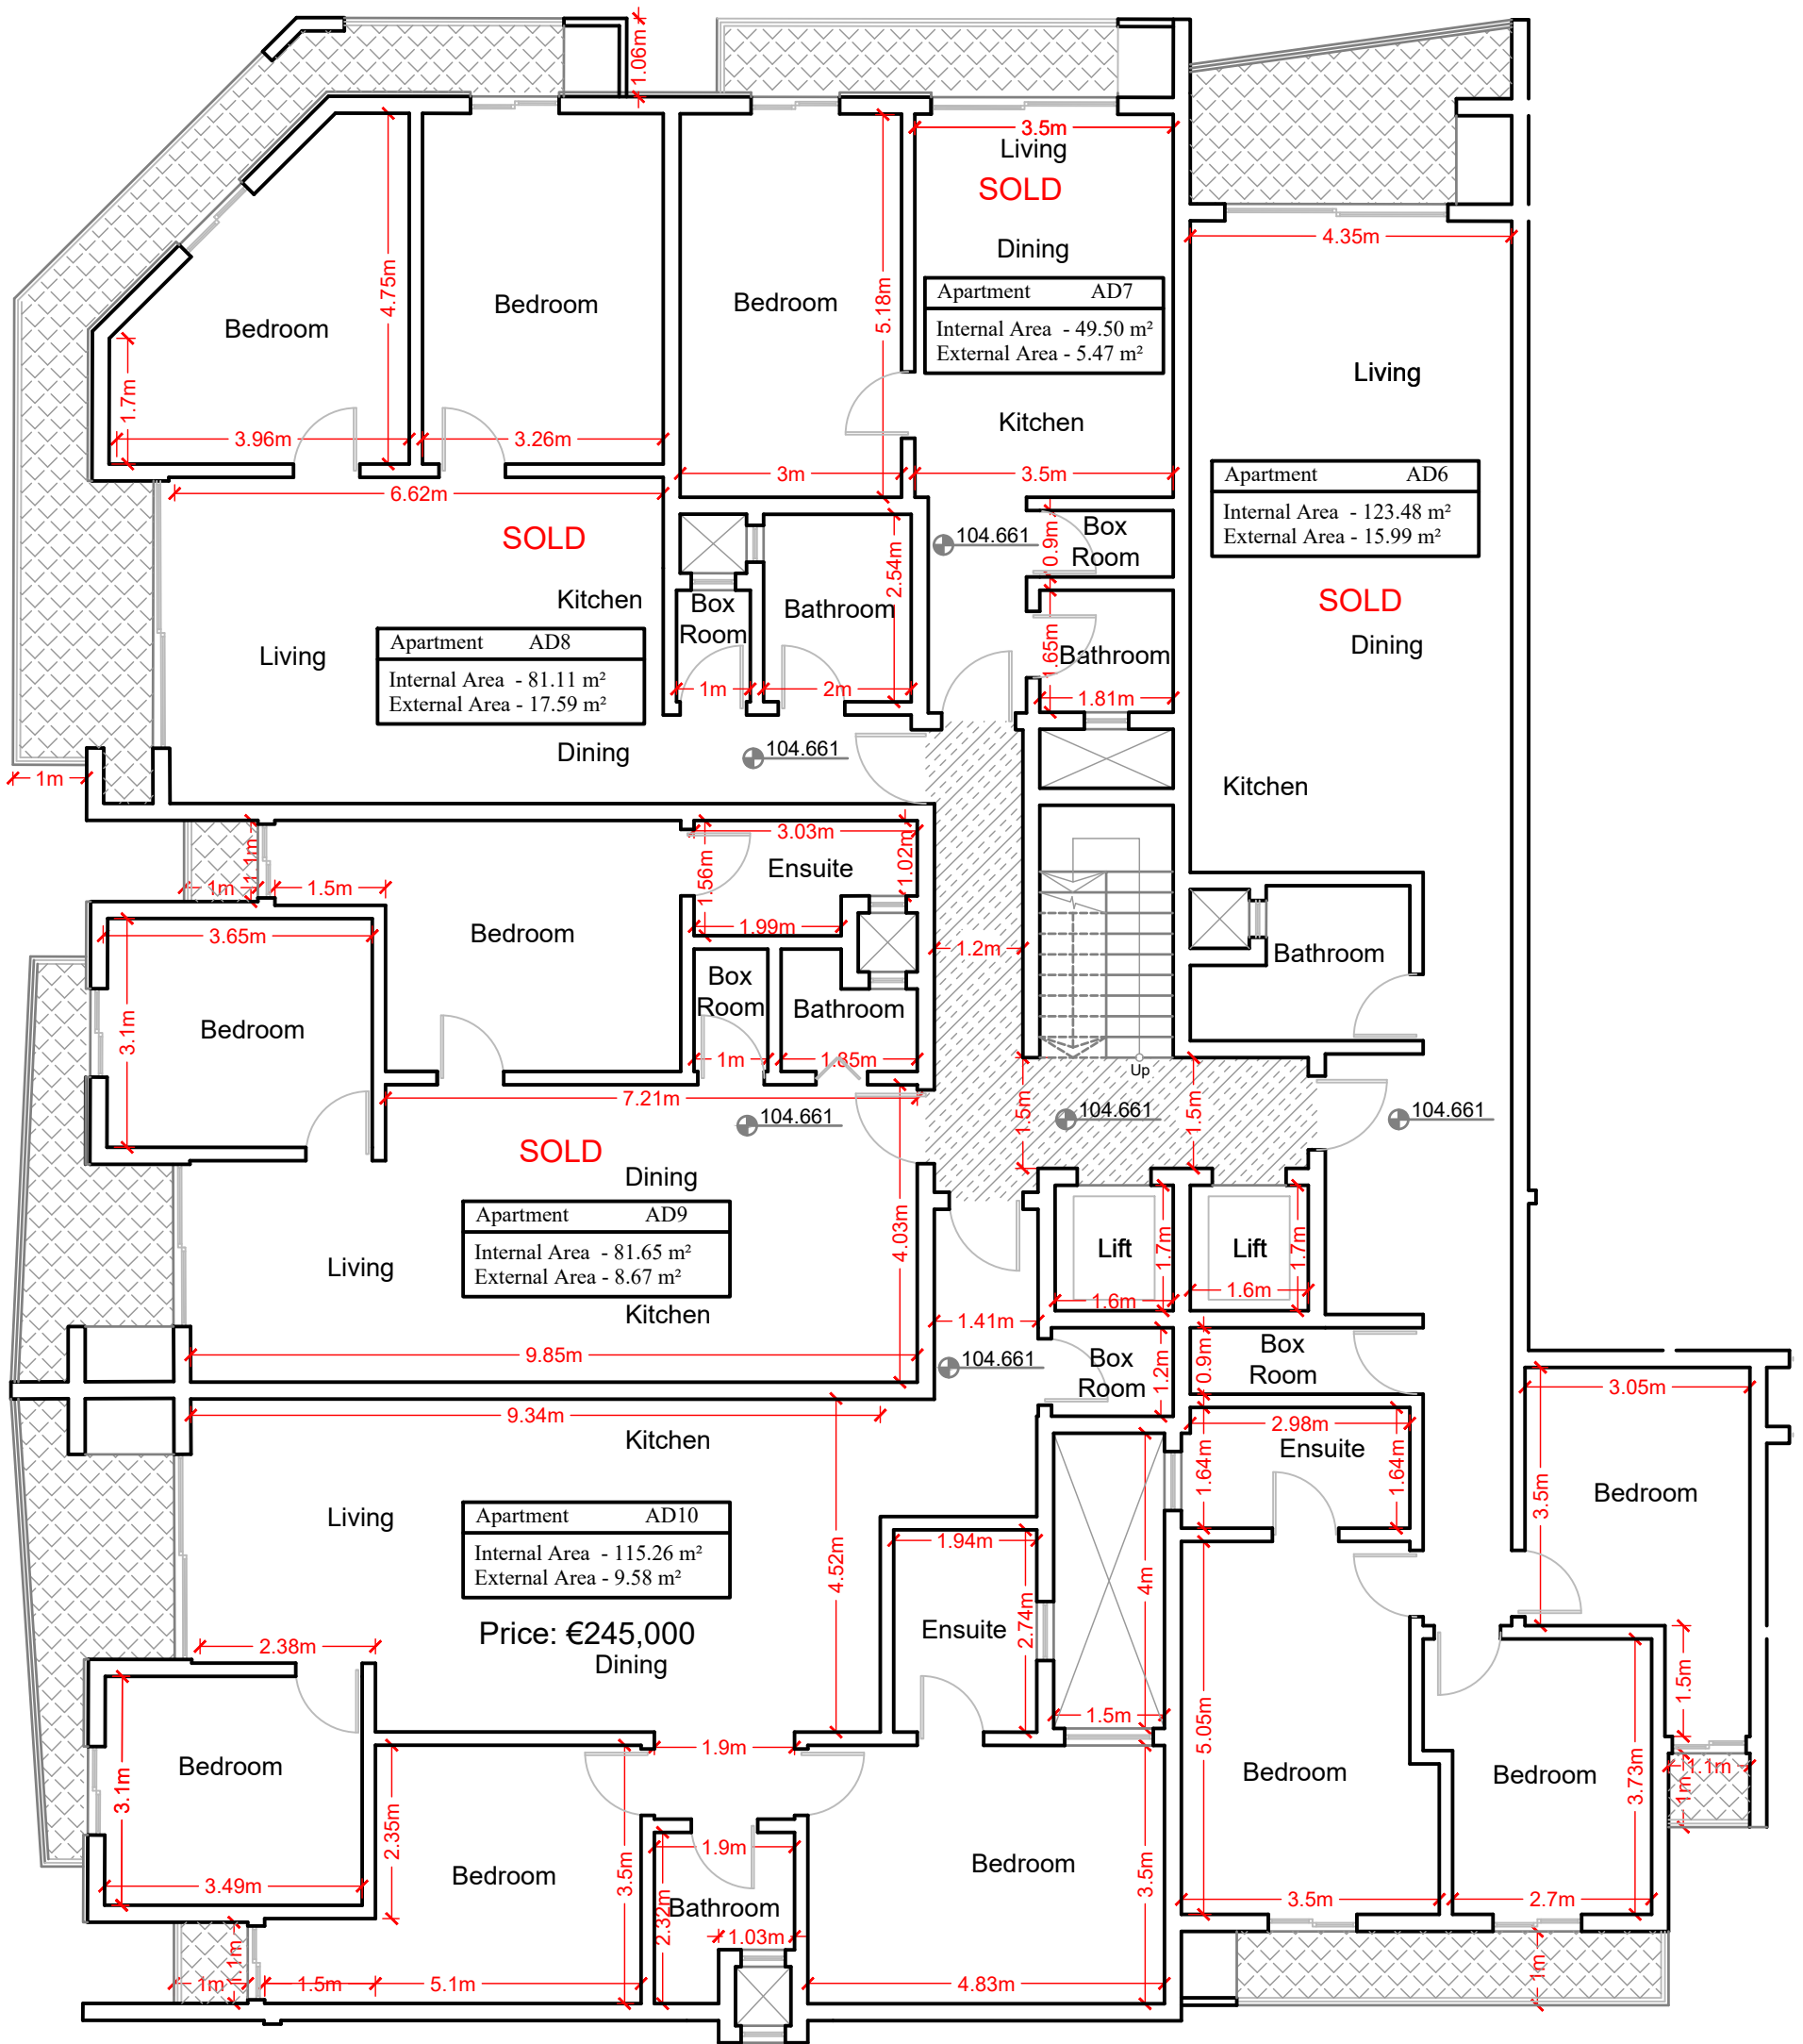 1.06m
3.5m
Living
SOLD
4.35m
Dining
4.75m
Bedroom
Bedroom
Bedroom
5.18m
Apartment AD7
Internal Area - 49.50 m²
External Area - 5.47 m²
Living
1.7m
3.96m
3.26m
Kitchen
3m
3.5m
6.62m
Apartment AD6
Internal Area - 123.48 m²
External Area - 15.99 m²
SOLD
104.661
0.9m
Box
Room
2.54m
SOLD
Kitchen
Box
Room
Bathroom
1.65m
Bathroom
Dining
Living
Apartment AD8
Internal Area - 81.11 m²
External Area - 17.59 m²
1m
2m
1.81m
Dining
104.661
1m
Kitchen
1.1m
3.03m
1.02m
1.56m
Ensuite
1m
1.5m
1.99m
3.65m
Bedroom
1.2m
Bathroom
Box
Room
Bathroom
3.1m
Bedroom
1m
1.85m
Up
7.21m
104.661
1.5m
104.661
1.5m
104.661
SOLD
Dining
Apartment AD9
Internal Area - 81.65 m²
External Area - 8.67 m²
4.03m
Living
Kitchen
Lift
1.7m
Lift
1.7m
1.6m
1.6m
1.41m
9.85m
104.661
Box
Room
1.2m
0.9m
Box
Room
3.05m
9.34m
Kitchen
2.98m
Ensuite
1.64m
1.64m
3.5m
Bedroom
Living
Apartment AD10
Internal Area - 115.26 m²
External Area - 9.58 m²
4.52m
1.94m
4m
Ensuite
2.74m
Price: €245,000
Dining
2.38m
1.5m
1.5m
5.05m
1.9m
Bedroom
3.1m
2.35m
Bedroom
Bedroom
3.73m
1.1m
1m
3.49m
Bedroom
3.5m
1.9m
Bathroom
2.32m
1.03m
Bedroom
3.5m
3.5m
2.7m
1.1m
1m
1.5m
5.1m
4.83m
1m